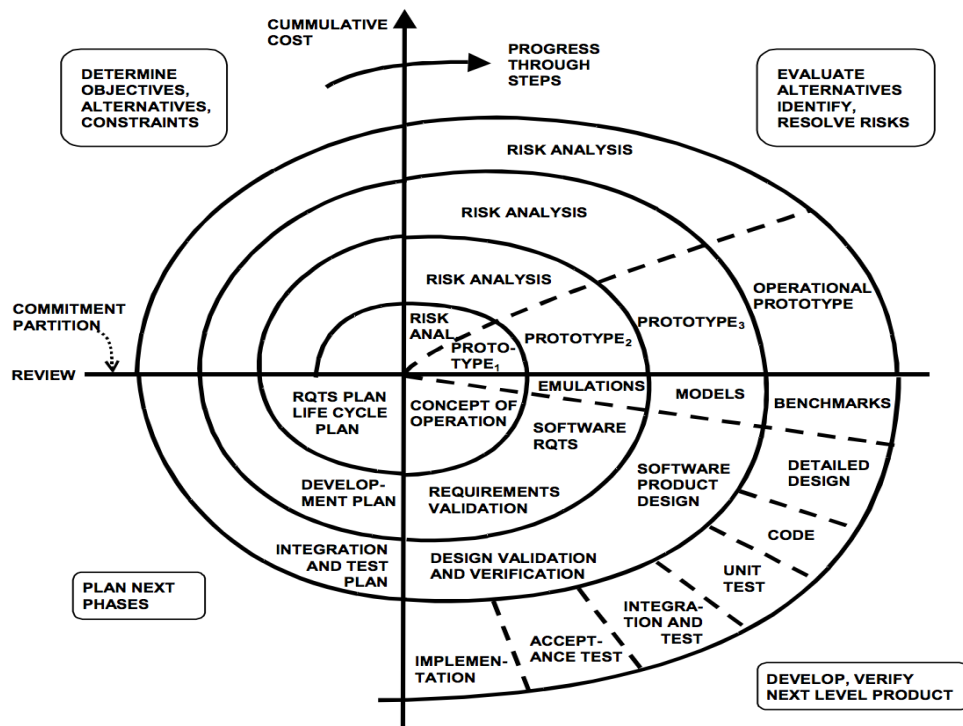 CUMMULATIVE
COST
PROGRESS
THROUGH
STEPS
DETERMINE
OBJECTIVES,
ALTERNATIVES,
CONSTRAINTS
EVALUATE
ALTERNATIVES
IDENTIFY,
RESOLVE RISKS
RISK ANALYSIS
RISK ANALYSIS
RISK ANALYSIS
RISK
ANAL
PROTO-
TYPE1
PROTOTYPE2
PROTOTYPE3
OPERATIONAL
PROTOTYPE
COMMITMENT
PARTITION
REVIEW
RQTS PLAN
LIFE CYCLE
PLAN
CONCEPT OF
OPERATION
EMULATIONS
MODELS
BENCHMARKS
SOFTWARE
RQTS
SOFTWARE
PRODUCT
DESIGN
DETAILED
DESIGN
DEVELOP-
MENT PLAN
REQUIREMENTS
VALIDATION
CODE
INTEGRATION
AND TEST
PLAN
DESIGN VALIDATION
AND VERIFICATION
UNIT
TEST
PLAN NEXT
PHASES
INTEGRA-
TION AND
TEST
ACCEPT-
ANCE TEST
IMPLEMEN-
TATION
DEVELOP, VERIFY
NEXT LEVEL PRODUCT